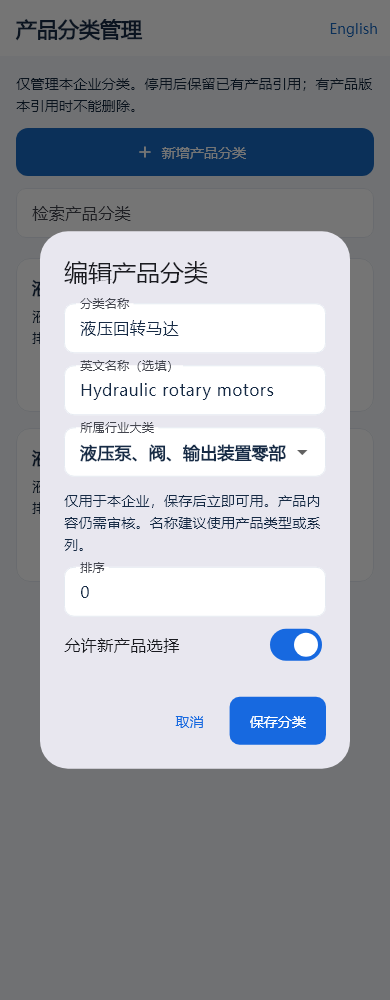 产品分类管理
English
仅管理本企业分类。停用后保留已有产品引用；有产品版
本引用时不能删除。
+ 新增产品分类
检索产品分类
编辑产品分类
分类名称
液压回转马达
英文名称（选填）
Hydraulic rotary motors
所属行业大类
液压泵、阀、输出装置零部
仅用于本企业，保存后立即可用。产品内
容仍需审核。名称建议使用产品类型或系
列。
排序
0
允许新产品选择
取消
保存分类